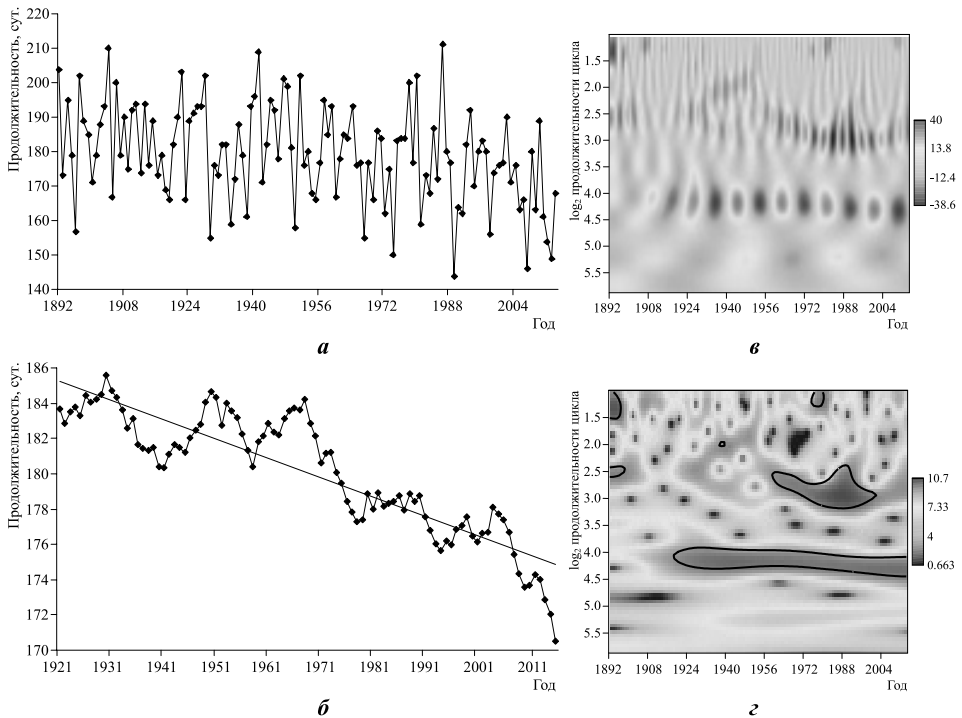 Продолжительность, сут.
220
210
200
190
180
170
160
150
140
1892 1908 1924 1940 1956 1972 1988 2004
Год
а
log₂ продолжительности цикла
1.5
2.0
2.5
3.0
3.5
4.0
4.5
5.0
5.5
1892 1908 1924 1940 1956 1972 1988 2004
Год
40
13.8
-12.4
-38.6
в
Продолжительность, сут.
186
184
182
180
178
176
174
172
170
1921 1931 1941 1951 1961 1971 1981 1991 2001 2011
Год
б
log₂ продолжительности цикла
1.5
2.0
2.5
3.0
3.5
4.0
4.5
5.0
5.5
1892 1908 1924 1940 1956 1972 1988 2004
Год
10.7
7.33
4
0.663
г